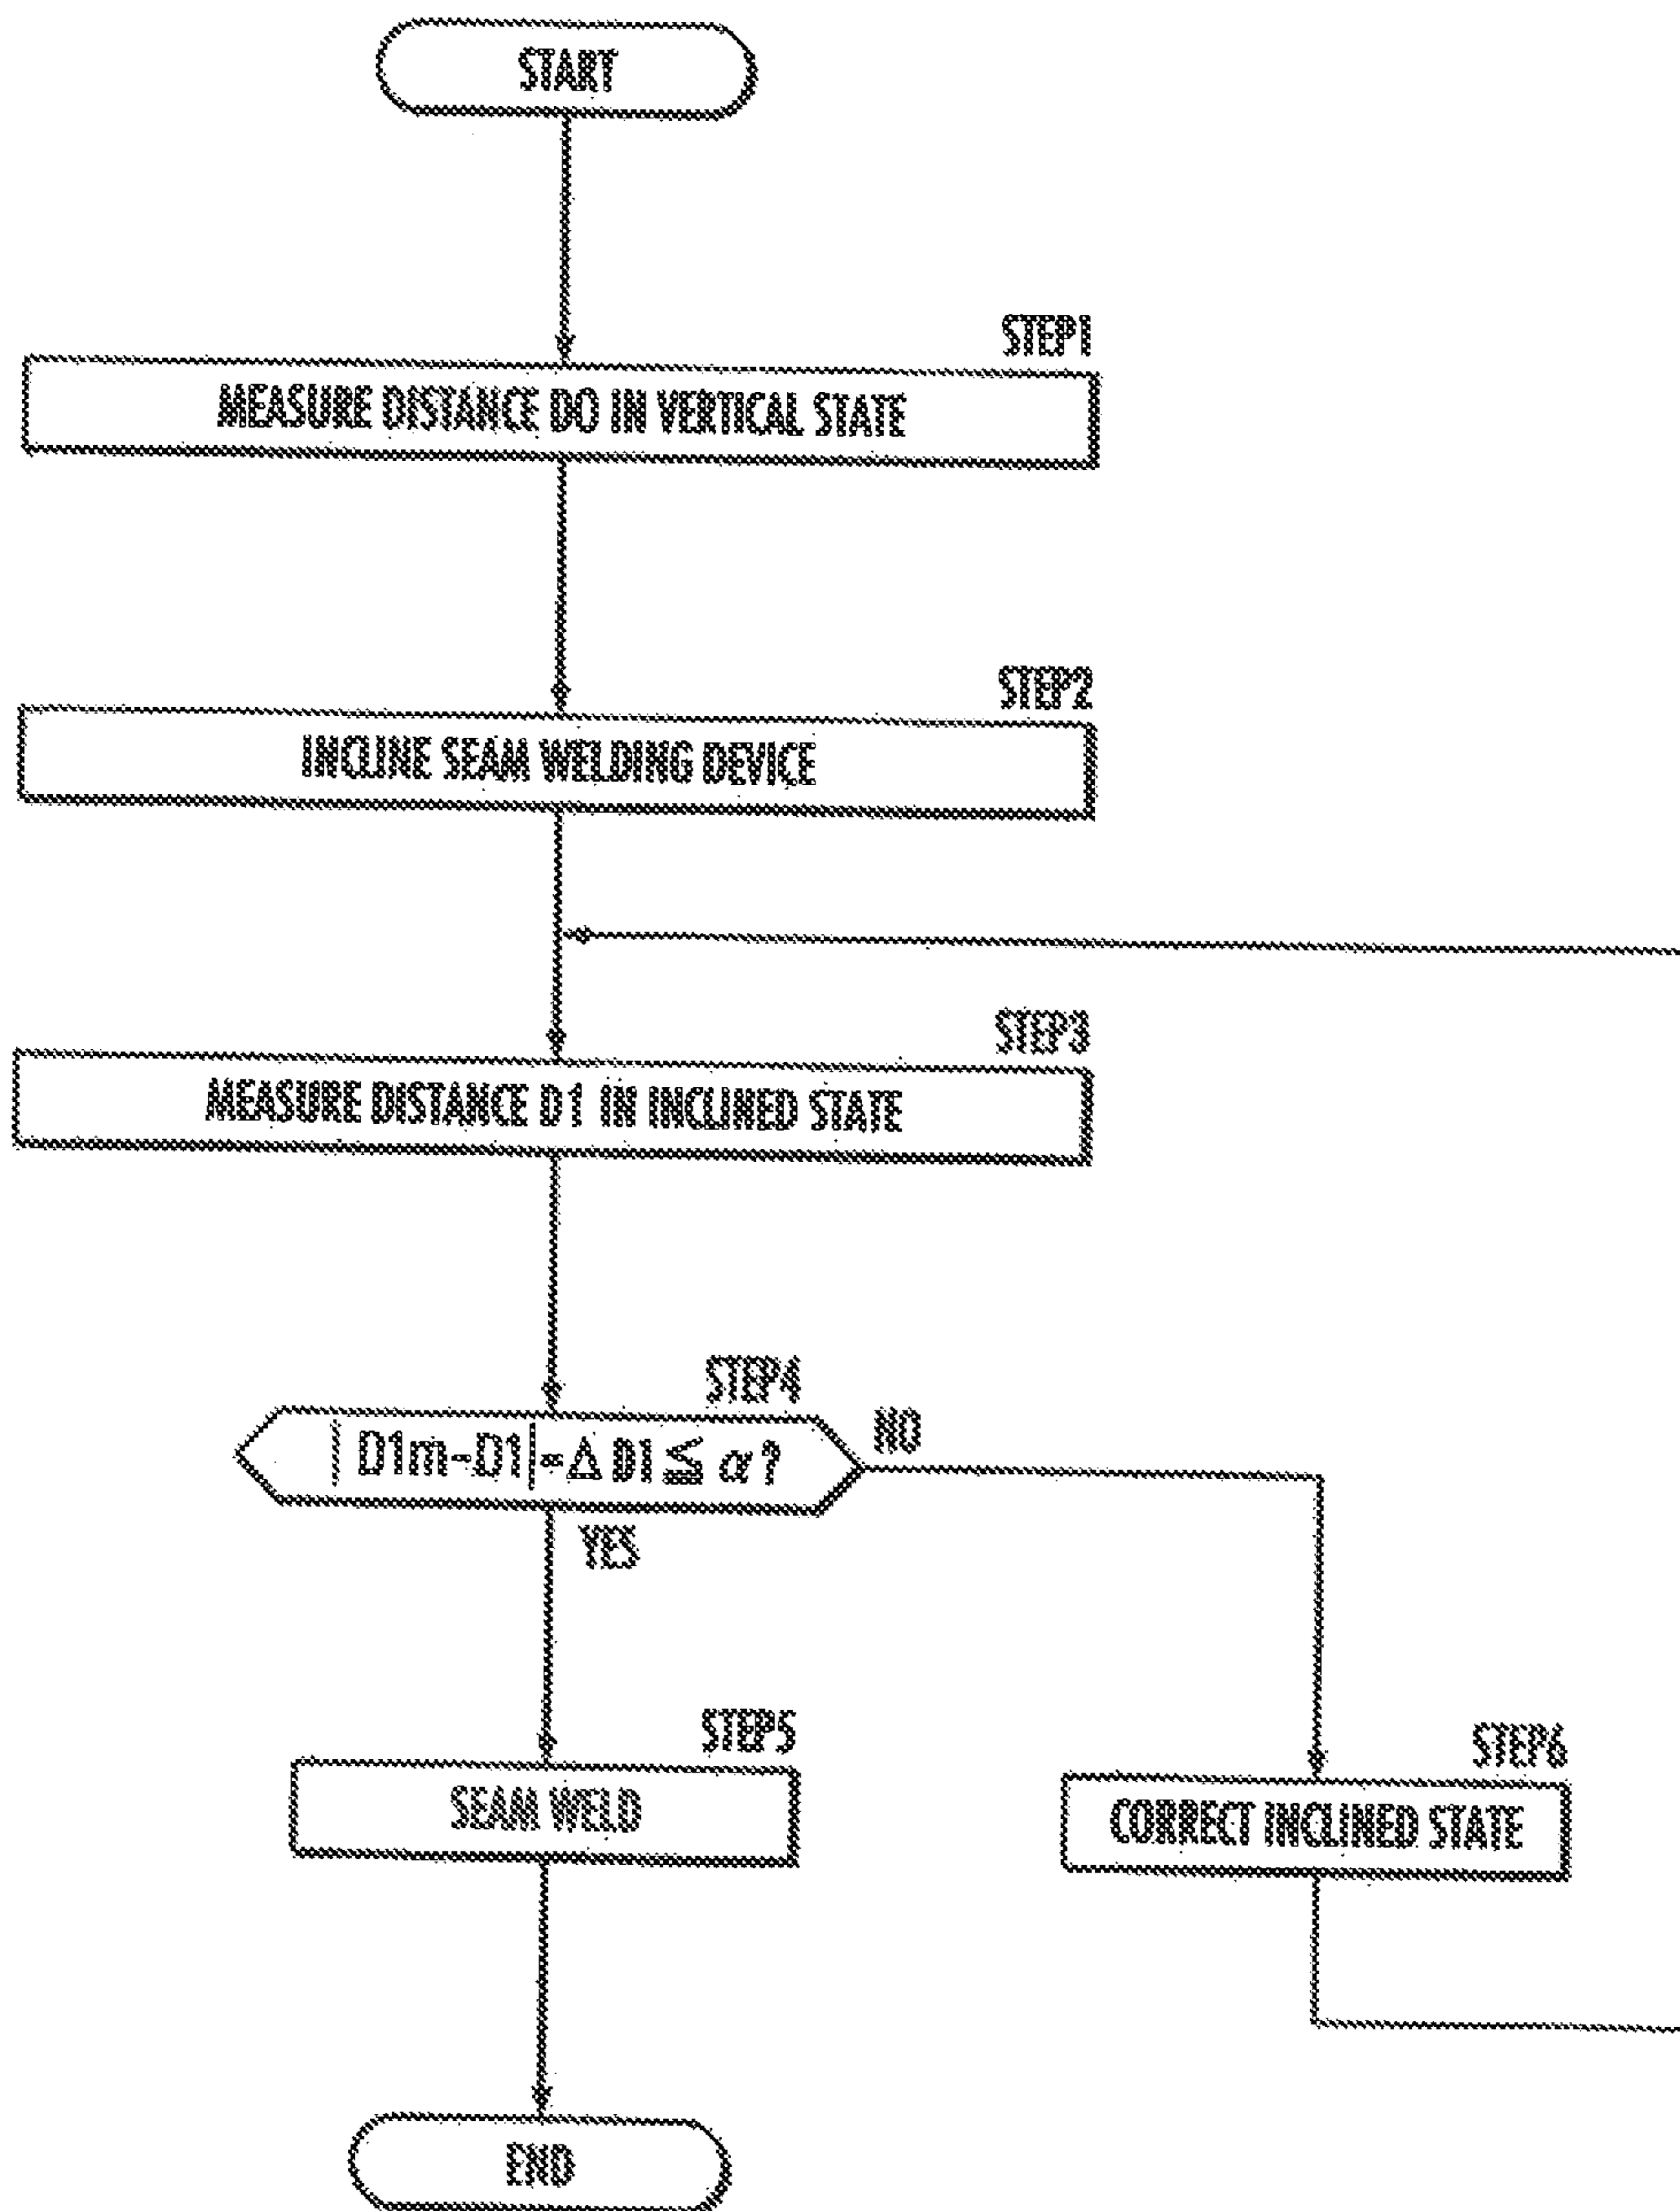 START
STEP1
MEASURE DISTANCE D0 IN VERTICAL STATE
STEP2
INCLINE SEAM WELDING DEVICE
STEP3
MEASURE DISTANCE D1 IN INCLINED STATE
STEP4
|D1m-D1|=ΔD1≦α?
NO
YES
STEP5
SEAM WELD
STEP6
CORRECT INCLINED STATE
END